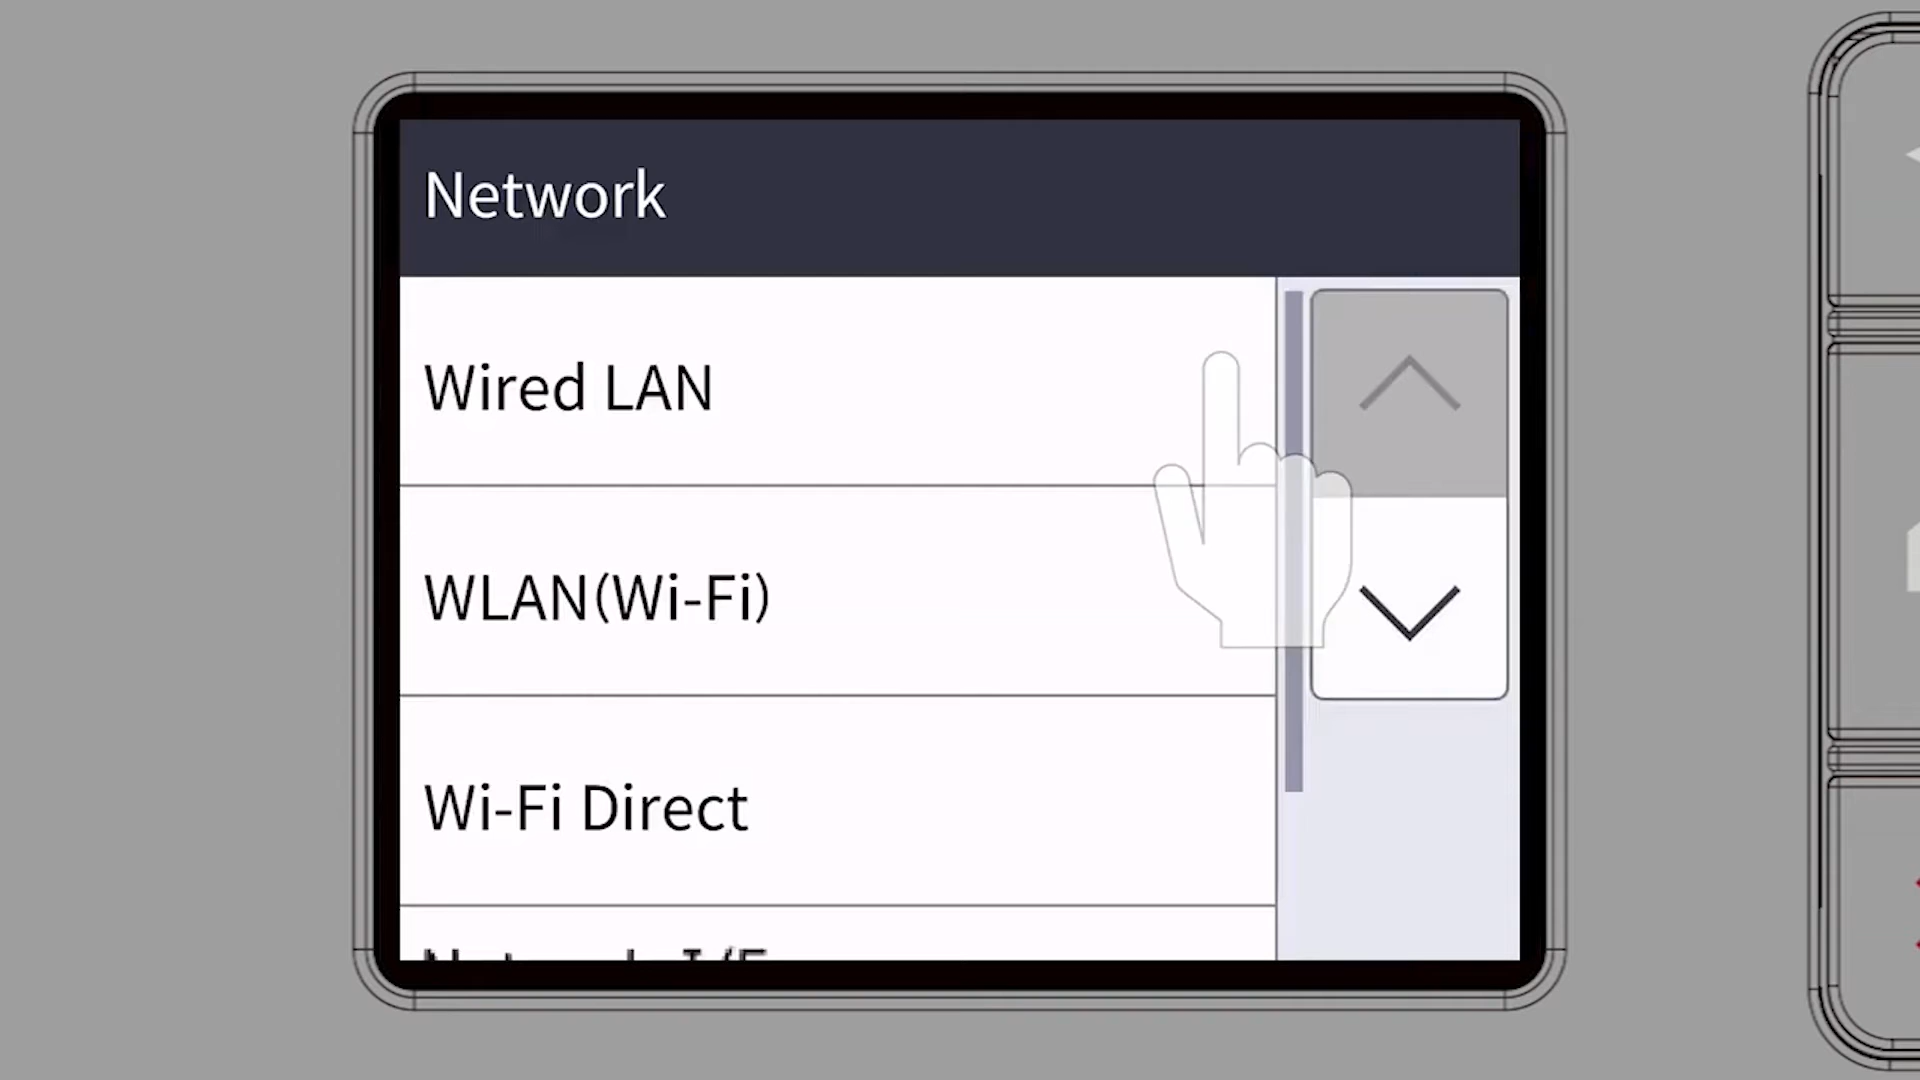 Network
Wired LAN
WLAN(Wi-Fi)
Wi-Fi Direct